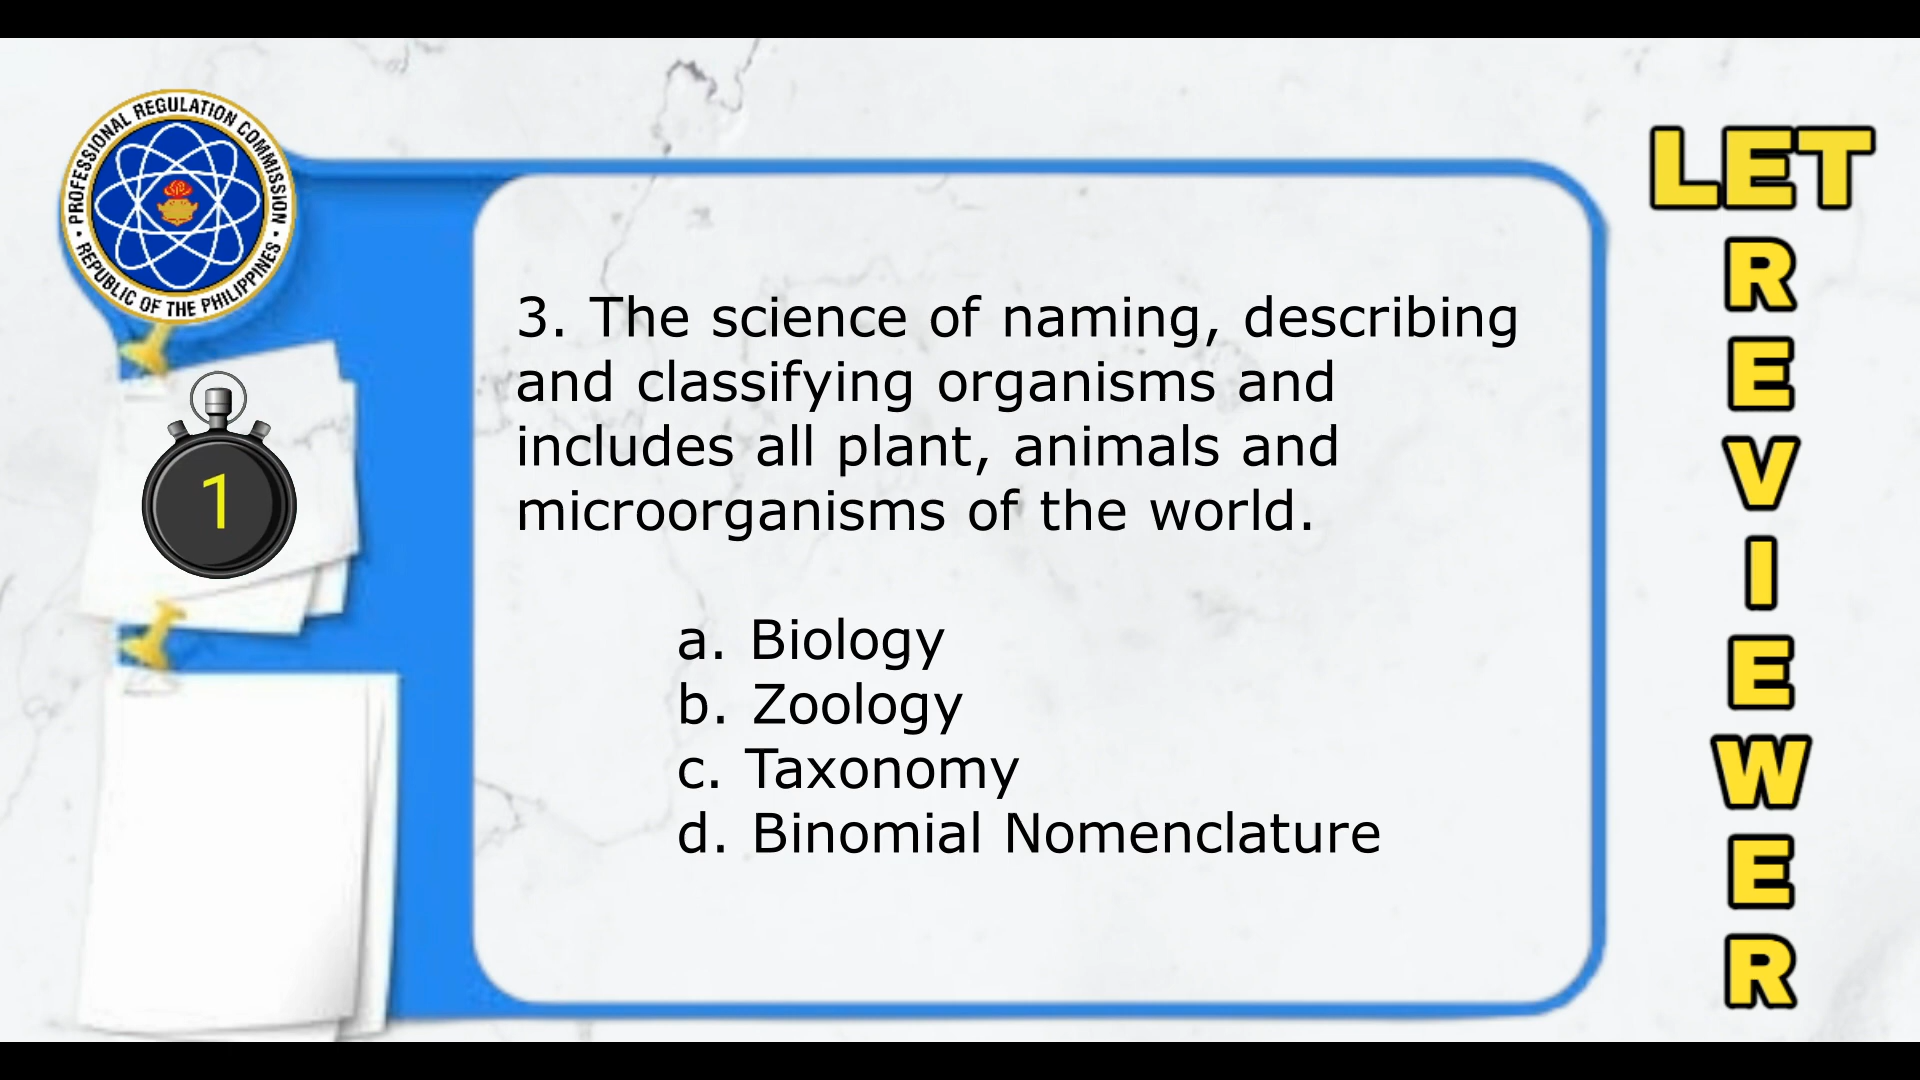 PROFESSIONAL REGULATION COMMISSION
• REPUBLIC OF THE PHILIPPINES •
1
3. The science of naming, describing
and classifying organisms and
includes all plant, animals and
microorganisms of the world.
a. Biology
b. Zoology
c. Taxonomy
d. Binomial Nomenclature
LET
R
E
V
I
E
W
E
R